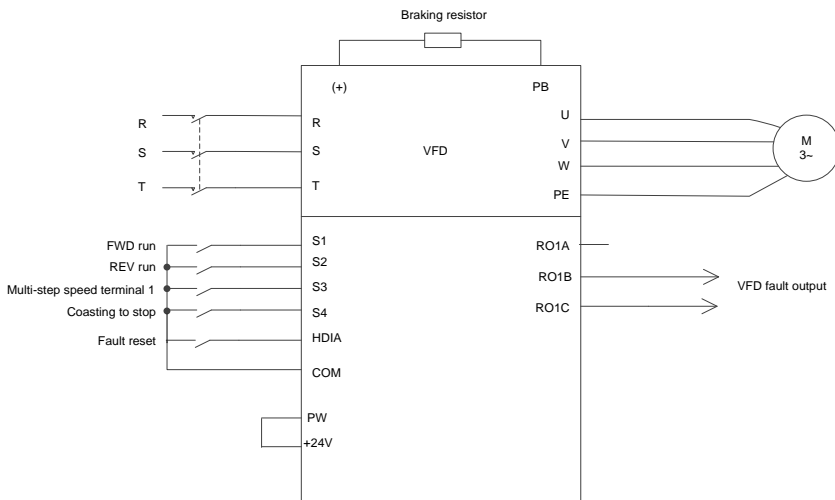 Braking resistor
(+)
PB
R
R
U
S
S
VFD
V
M
3~
W
T
T
PE
FWD run
S1
RO1A
REV run
S2
RO1B
VFD fault output
Multi-step speed terminal 1
S3
Coasting to stop
S4
RO1C
Fault reset
HDIA
COM
PW
+24V